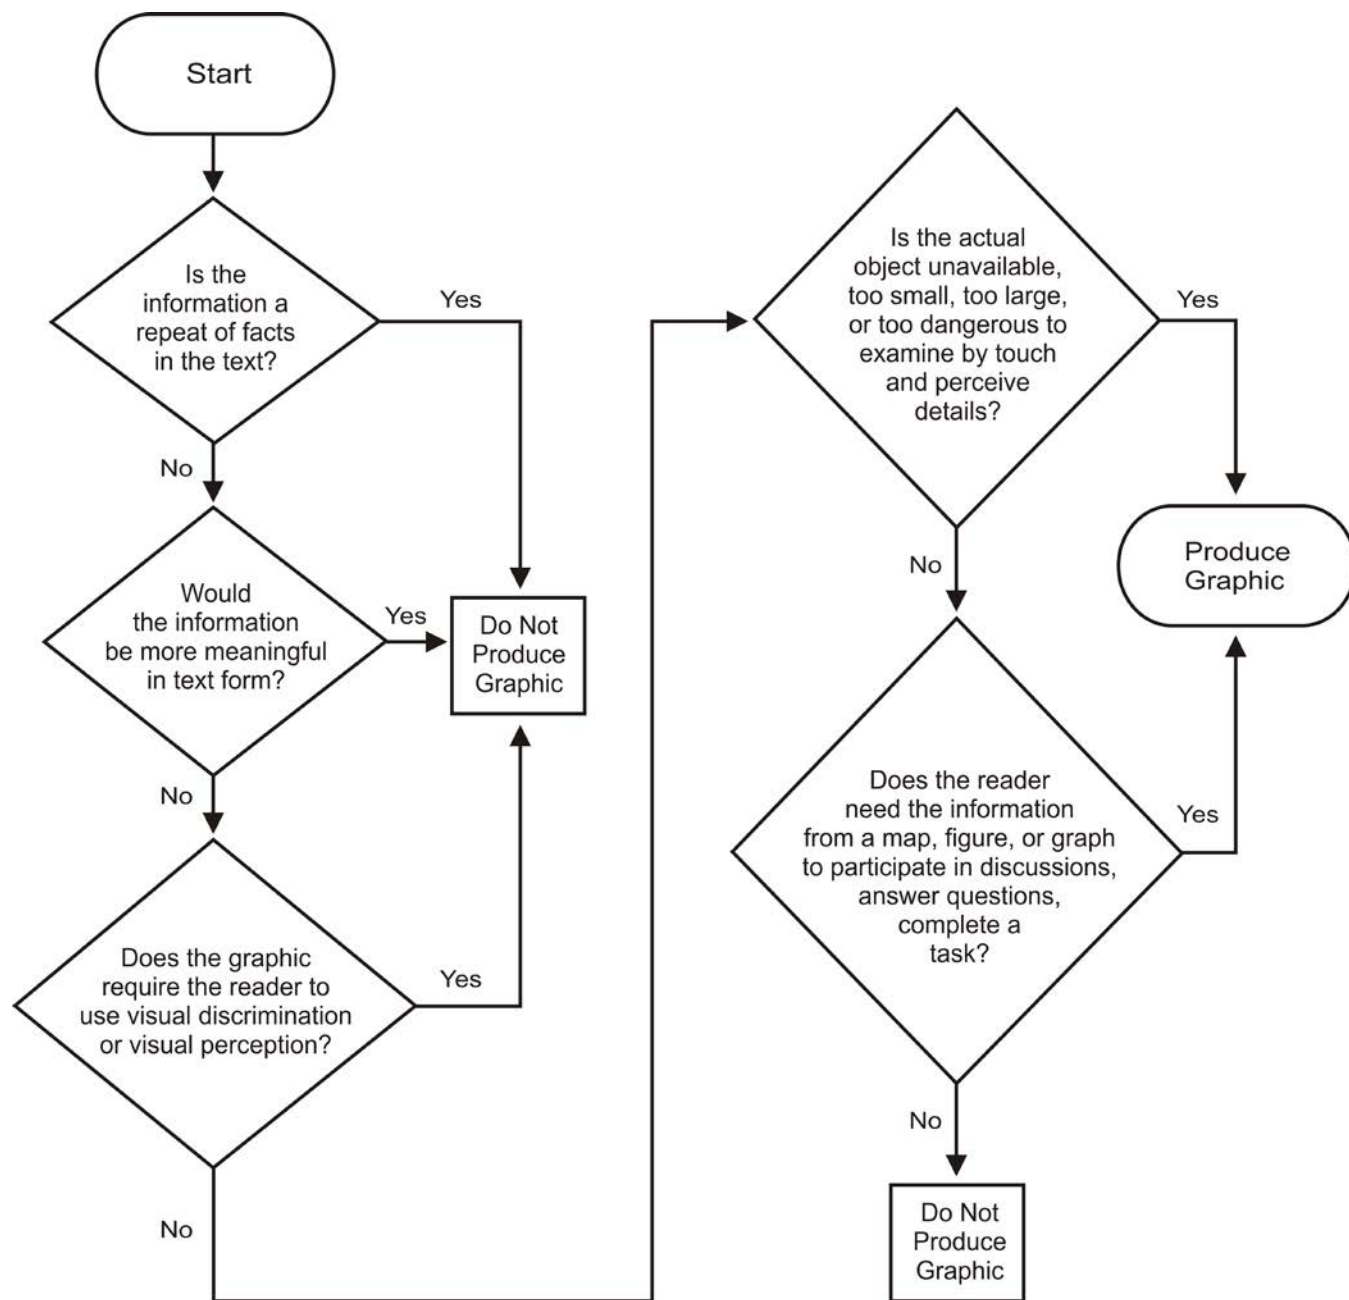 Start
Is the
information a
repeat of facts
in the text?
Yes
No
Would
the information
be more meaningful
in text form?
Yes
Do Not
Produce
Graphic
No
Does the graphic
require the reader to
use visual discrimination
or visual perception?
Yes
No
Is the actual
object unavailable,
too small, too large,
or too dangerous to
examine by touch
and perceive
details?
Yes
Produce
Graphic
No
Does the reader
need the information
from a map, figure, or graph
to participate in discussions,
answer questions,
complete a
task?
Yes
No
Do Not
Produce
Graphic